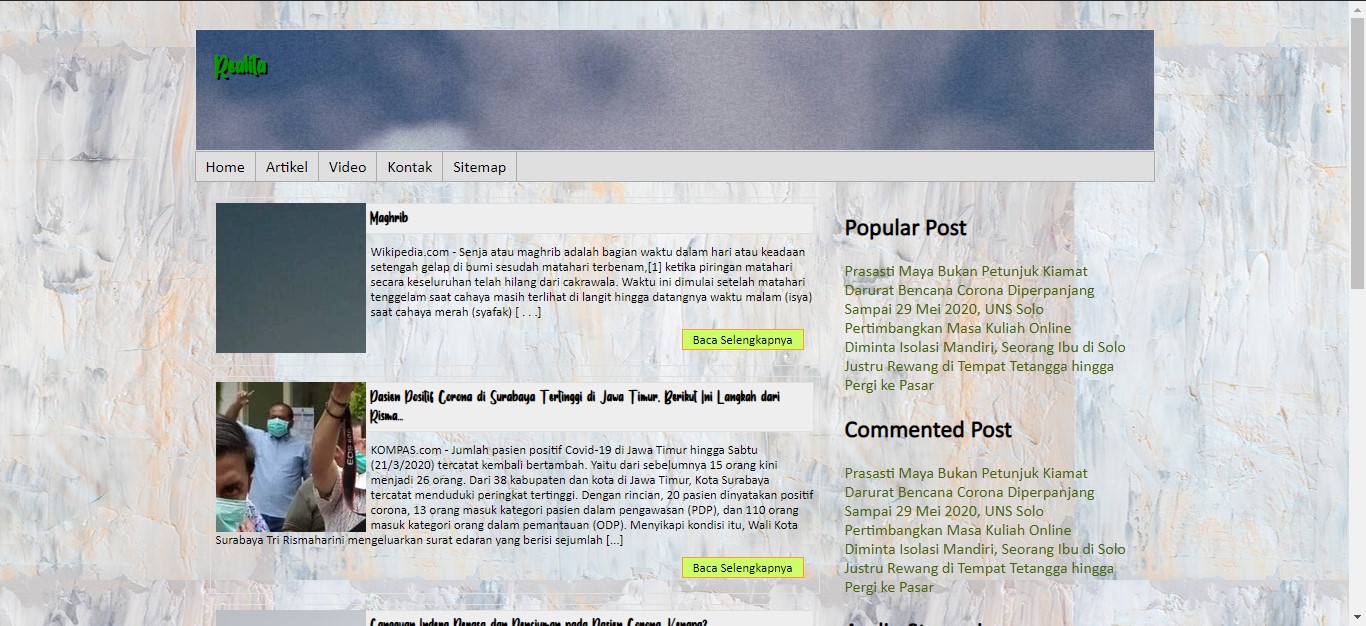 Realita
Home
Artikel
Video
Kontak
Sitemap
Maghrib
Wikipedia.com - Senja atau maghrib adalah bagian waktu dalam hari atau keadaan
setengah gelap di bumi sesudah matahari terbenam,[1] ketika piringan matahari
secara keseluruhan telah hilang dari cakrawala. Waktu ini dimulai setelah matahari
tenggelam saat cahaya masih terlihat di langit hingga datangnya waktu malam (isya)
saat cahaya merah (syafak) [ . . .]
Baca Selengkapnya
Pasien Positif Corona di Surabaya Tertinggi di Jawa Timur, Berikut Ini Langkah dari
Risma...
KOMPAS.com - Jumlah pasien positif Covid-19 di Jawa Timur hingga Sabtu
(21/3/2020) tercatat kembali bertambah. Yaitu dari sebelumnya 15 orang kini
menjadi 26 orang. Dari 38 kabupaten dan kota di Jawa Timur, Kota Surabaya
tercatat menduduki peringkat tertinggi. Dengan rincian, 20 pasien dinyatakan positif
corona, 13 orang masuk kategori pasien dalam pengawasan (PDP), dan 110 orang
masuk kategori orang dalam pemantauan (ODP). Menyikapi kondisi itu, Wali Kota
Surabaya Tri Rismaharini mengeluarkan surat edaran yang berisi sejumlah [...]
Baca Selengkapnya
Gangguan Indera Perasa dan Penciuman pada Pasien Corona, Kenapa?
Popular Post
Prasasti Maya Bukan Petunjuk Kiamat
Darurat Bencana Corona Diperpanjang
Sampai 29 Mei 2020, UNS Solo
Pertimbangkan Masa Kuliah Online
Diminta Isolasi Mandiri, Seorang Ibu di Solo
Justru Rewang di Tempat Tetangga hingga
Pergi ke Pasar
Commented Post
Prasasti Maya Bukan Petunjuk Kiamat
Darurat Bencana Corona Diperpanjang
Sampai 29 Mei 2020, UNS Solo
Pertimbangkan Masa Kuliah Online
Diminta Isolasi Mandiri, Seorang Ibu di Solo
Justru Rewang di Tempat Tetangga hingga
Pergi ke Pasar